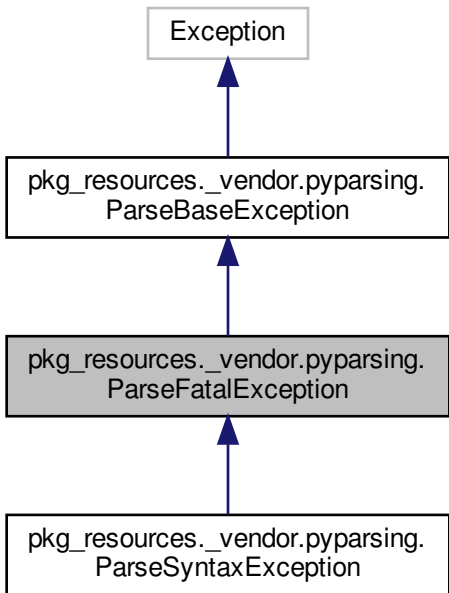 Exception
pkg_resources._vendor.pyparsing.
ParseBaseException
pkg_resources._vendor.pyparsing.
ParseFatalException
pkg_resources._vendor.pyparsing.
ParseSyntaxException